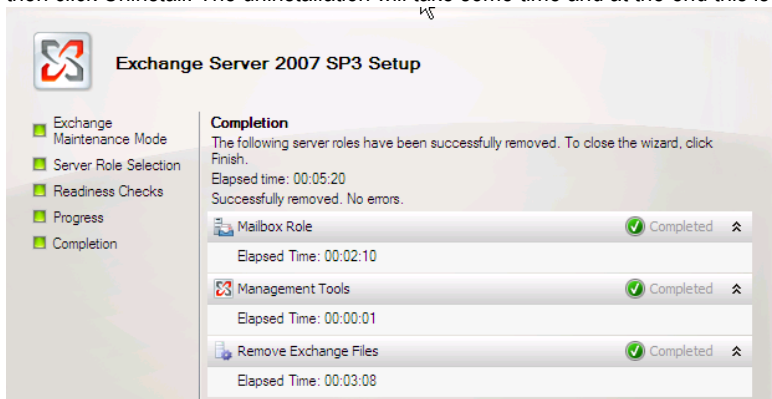 then click Uninstall. The uninstallation will take some time and at the end this is
Exchange Server 2007 SP3 Setup
Exchange
Maintenance Mode
Server Role Selection
Readiness Checks
Progress
Completion
Completion
The following server roles have been successfully removed. To close the wizard, click
Finish.
Elapsed time: 00:05:20
Successfully removed. No errors.
Mailbox Role Completed
Elapsed Time: 00:02:10
Management Tools Completed
Elapsed Time: 00:00:01
Remove Exchange Files Completed
Elapsed Time: 00:03:08